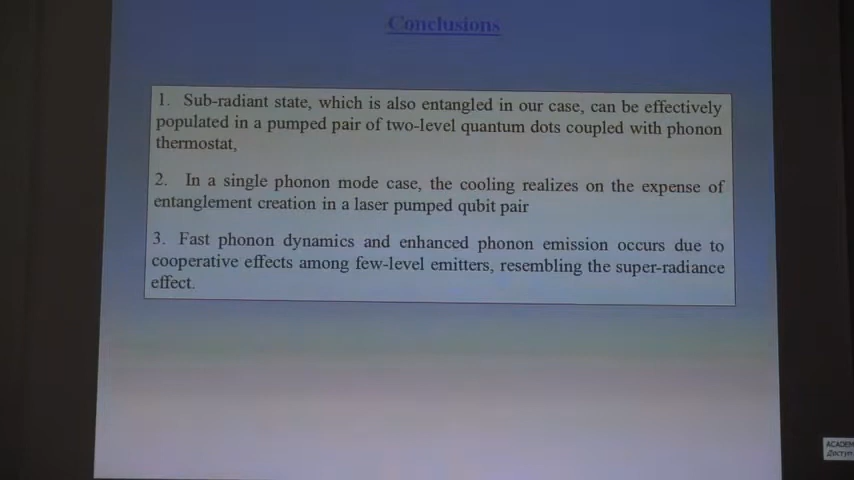 Conclusions
1. Sub-radiant state, which is also entangled in our case, can be effectively
populated in a pumped pair of two-level quantum dots coupled with phonon
thermostat,
2. In a single phonon mode case, the cooling realizes on the expense of
entanglement creation in a laser pumped qubit pair
3. Fast phonon dynamics and enhanced phonon emission occurs due to
cooperative effects among few-level emitters, resembling the super-radiance
effect.